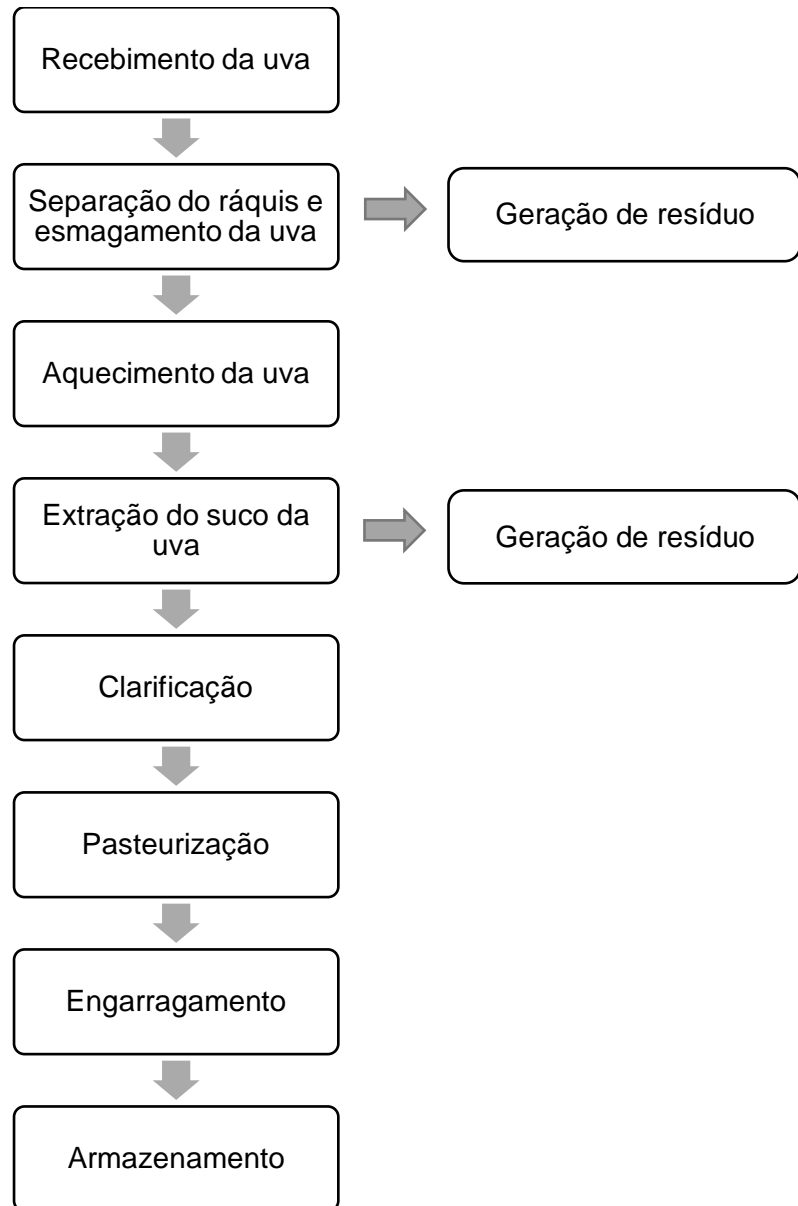 Recebimento da uva
Separação do ráquis e
esmagamento da uva
Geração de resíduo
Aquecimento da uva
Extração do suco da
uva
Geração de resíduo
Clarificação
Pasteurização
Engarragamento
Armazenamento